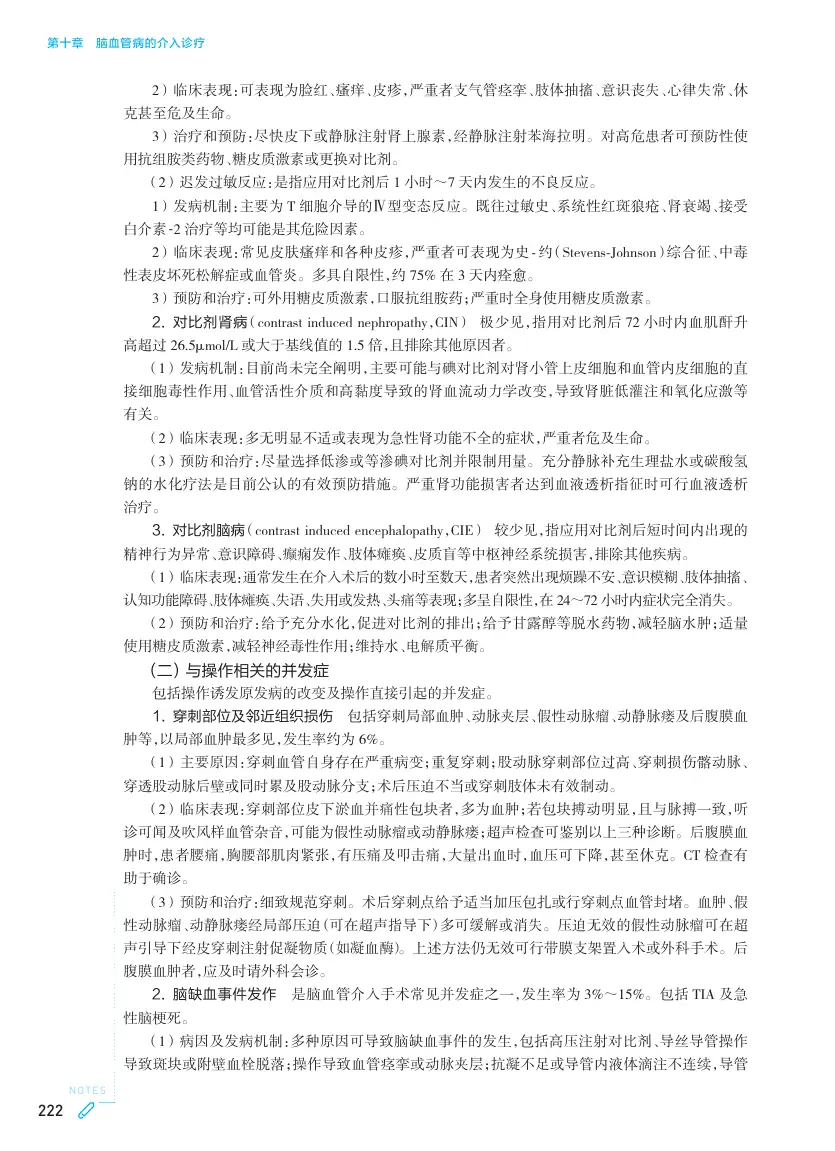 第十章 脑血管病的介入诊疗
2）临床表现：可表现为脸红、瘙痒、皮疹，严重者支气管痉挛、肢体抽搐、意识丧失、心律失常、休
克甚至危及生命。
3）治疗和预防：尽快皮下或静脉注射肾上腺素，经静脉注射苯海拉明。对高危患者可预防性使
用抗组胺类药物、糖皮质激素或更换对比剂。
（2）迟发过敏反应：是指应用对比剂后 1 小时～7 天内发生的不良反应。
1）发病机制：主要为 T 细胞介导的Ⅳ型变态反应。既往过敏史、系统性红斑狼疮、肾衰竭、接受
白介素 -2 治疗等均可能是其危险因素。
2）临床表现：常见皮肤瘙痒和各种皮疹，严重者可表现为史 - 约（Stevens-Johnson）综合征、中毒
性表皮坏死松解症或血管炎。多具自限性，约 75% 在 3 天内痊愈。
3）预防和治疗：可外用糖皮质激素，口服抗组胺药；严重时全身使用糖皮质激素。
2. 对比剂肾病（contrast induced nephropathy，CIN） 极少见，指用对比剂后 72 小时内血肌酐升
高超过 26.5μmol/L 或大于基线值的 1.5 倍，且排除其他原因者。
（1）发病机制：目前尚未完全阐明，主要可能与碘对比剂对肾小管上皮细胞和血管内皮细胞的直
接细胞毒性作用、血管活性介质和高黏度导致的肾血流动力学改变，导致肾脏低灌注和氧化应激等
有关。
（2）临床表现：多无明显不适或表现为急性肾功能不全的症状，严重者危及生命。
（3）预防和治疗：尽量选择低渗或等渗碘对比剂并限制用量。充分静脉补充生理盐水或碳酸氢
钠的水化疗法是目前公认的有效预防措施。严重肾功能损害者达到血液透析指征时可行血液透析
治疗。
3. 对比剂脑病（contrast induced encephalopathy，CIE） 较少见，指应用对比剂后短时间内出现的
精神行为异常、意识障碍、癫痫发作、肢体瘫痪、皮质盲等中枢神经系统损害，排除其他疾病。
（1）临床表现：通常发生在介入术后的数小时至数天，患者突然出现烦躁不安、意识模糊、肢体抽搐、
认知功能障碍、肢体瘫痪、失语、失用或发热、头痛等表现；多呈自限性，在 24～72 小时内症状完全消失。
（2）预防和治疗：给予充分水化，促进对比剂的排出；给予甘露醇等脱水药物，减轻脑水肿；适量
使用糖皮质激素，减轻神经毒性作用；维持水、电解质平衡。
（二）与操作相关的并发症
包括操作诱发原发病的改变及操作直接引起的并发症。
1. 穿刺部位及邻近组织损伤 包括穿刺局部血肿、动脉夹层、假性动脉瘤、动静脉瘘及后腹膜血
肿等，以局部血肿最多见，发生率约为 6%。
（1）主要原因：穿刺血管自身存在严重病变；重复穿刺；股动脉穿刺部位过高、穿刺损伤髂动脉、
穿透股动脉后壁或同时累及股动脉分支；术后压迫不当或穿刺肢体未有效制动。
（2）临床表现：穿刺部位皮下淤血并痛性包块者，多为血肿；若包块搏动明显，且与脉搏一致，听
诊可闻及吹风样血管杂音，可能为假性动脉瘤或动静脉瘘；超声检查可鉴别以上三种诊断。后腹膜血
肿时，患者腰痛，胸腰部肌肉紧张，有压痛及叩击痛，大量出血时，血压可下降，甚至休克。CT 检查有
助于确诊。
（3）预防和治疗：细致规范穿刺。术后穿刺点给予适当加压包扎或行穿刺点血管封堵。血肿、假
性动脉瘤、动静脉瘘经局部压迫（可在超声指导下）多可缓解或消失。压迫无效的假性动脉瘤可在超
声引导下经皮穿刺注射促凝物质（如凝血酶）。上述方法仍无效可行带膜支架置入术或外科手术。后
腹膜血肿者，应及时请外科会诊。
2. 脑缺血事件发作 是脑血管介入手术常见并发症之一，发生率为 3%～15%。包括 TIA 及急
性脑梗死。
（1）病因及发病机制：多种原因可导致脑缺血事件的发生，包括高压注射对比剂、导丝导管操作
导致斑块或附壁血栓脱落；操作导致血管痉挛或动脉夹层；抗凝不足或导管内液体滴注不连续，导管
NOTES
222